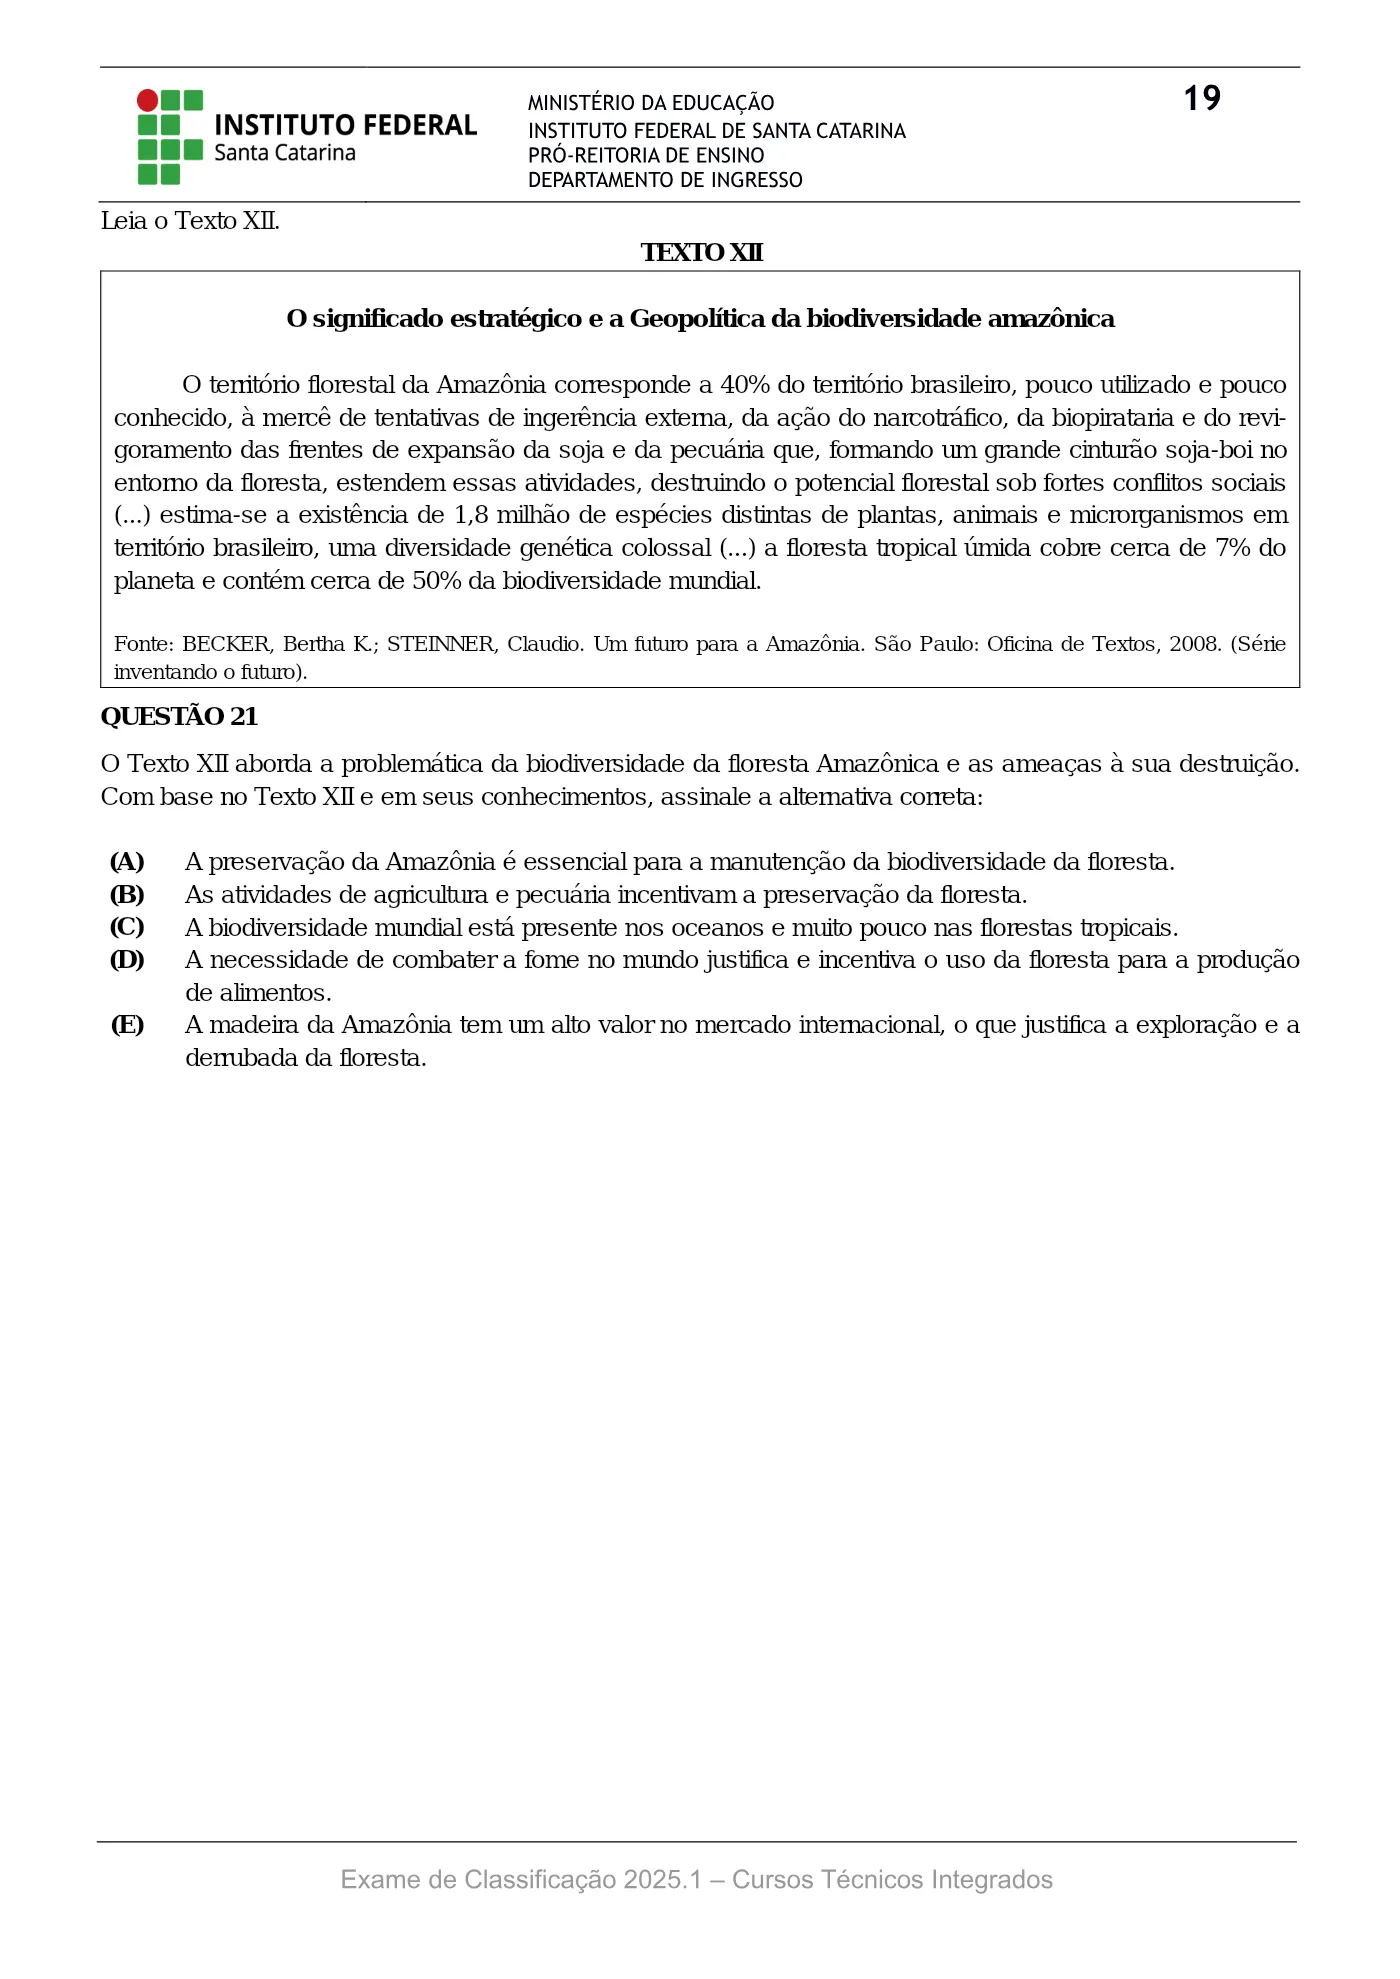 INSTITUTO FEDERAL
Santa Catarina
MINISTÉRIO DA EDUCAÇÃO
INSTITUTO FEDERAL DE SANTA CATARINA
PRÓ-REITORIA DE ENSINO
DEPARTAMENTO DE INGRESSO
19
Leia o Texto XII.
TEXTO XII
O significado estratégico e a Geopolítica da biodiversidade amazônica
O território florestal da Amazônia corresponde a 40% do território brasileiro, pouco utilizado e pouco
conhecido, à mercê de tentativas de ingerência externa, da ação do narcotráfico, da biopirataria e do revi-
goramento das frentes de expansão da soja e da pecuária que, formando um grande cinturão soja-boi no
entorno da floresta, estendem essas atividades, destruindo o potencial florestal sob fortes conflitos sociais
(...) estima-se a existência de 1,8 milhão de espécies distintas de plantas, animais e microrganismos em
território brasileiro, uma diversidade genética colossal (...) a floresta tropical úmida cobre cerca de 7% do
planeta e contém cerca de 50% da biodiversidade mundial.
Fonte: BECKER, Bertha K.; STEINNER, Claudio. Um futuro para a Amazônia. São Paulo: Oficina de Textos, 2008. (Série
inventando o futuro).
QUESTÃO 21
O Texto XII aborda a problemática da biodiversidade da floresta Amazônica e as ameaças à sua destruição.
Com base no Texto XII e em seus conhecimentos, assinale a alternativa correta:
(A) A preservação da Amazônia é essencial para a manutenção da biodiversidade da floresta.
(B) As atividades de agricultura e pecuária incentivam a preservação da floresta.
(C) A biodiversidade mundial está presente nos oceanos e muito pouco nas florestas tropicais.
(D) A necessidade de combater a fome no mundo justifica e incentiva o uso da floresta para a produção
de alimentos.
(E) A madeira da Amazônia tem um alto valor no mercado internacional, o que justifica a exploração e a
derrubada da floresta.
Exame de Classificação 2025.1 – Cursos Técnicos Integrados